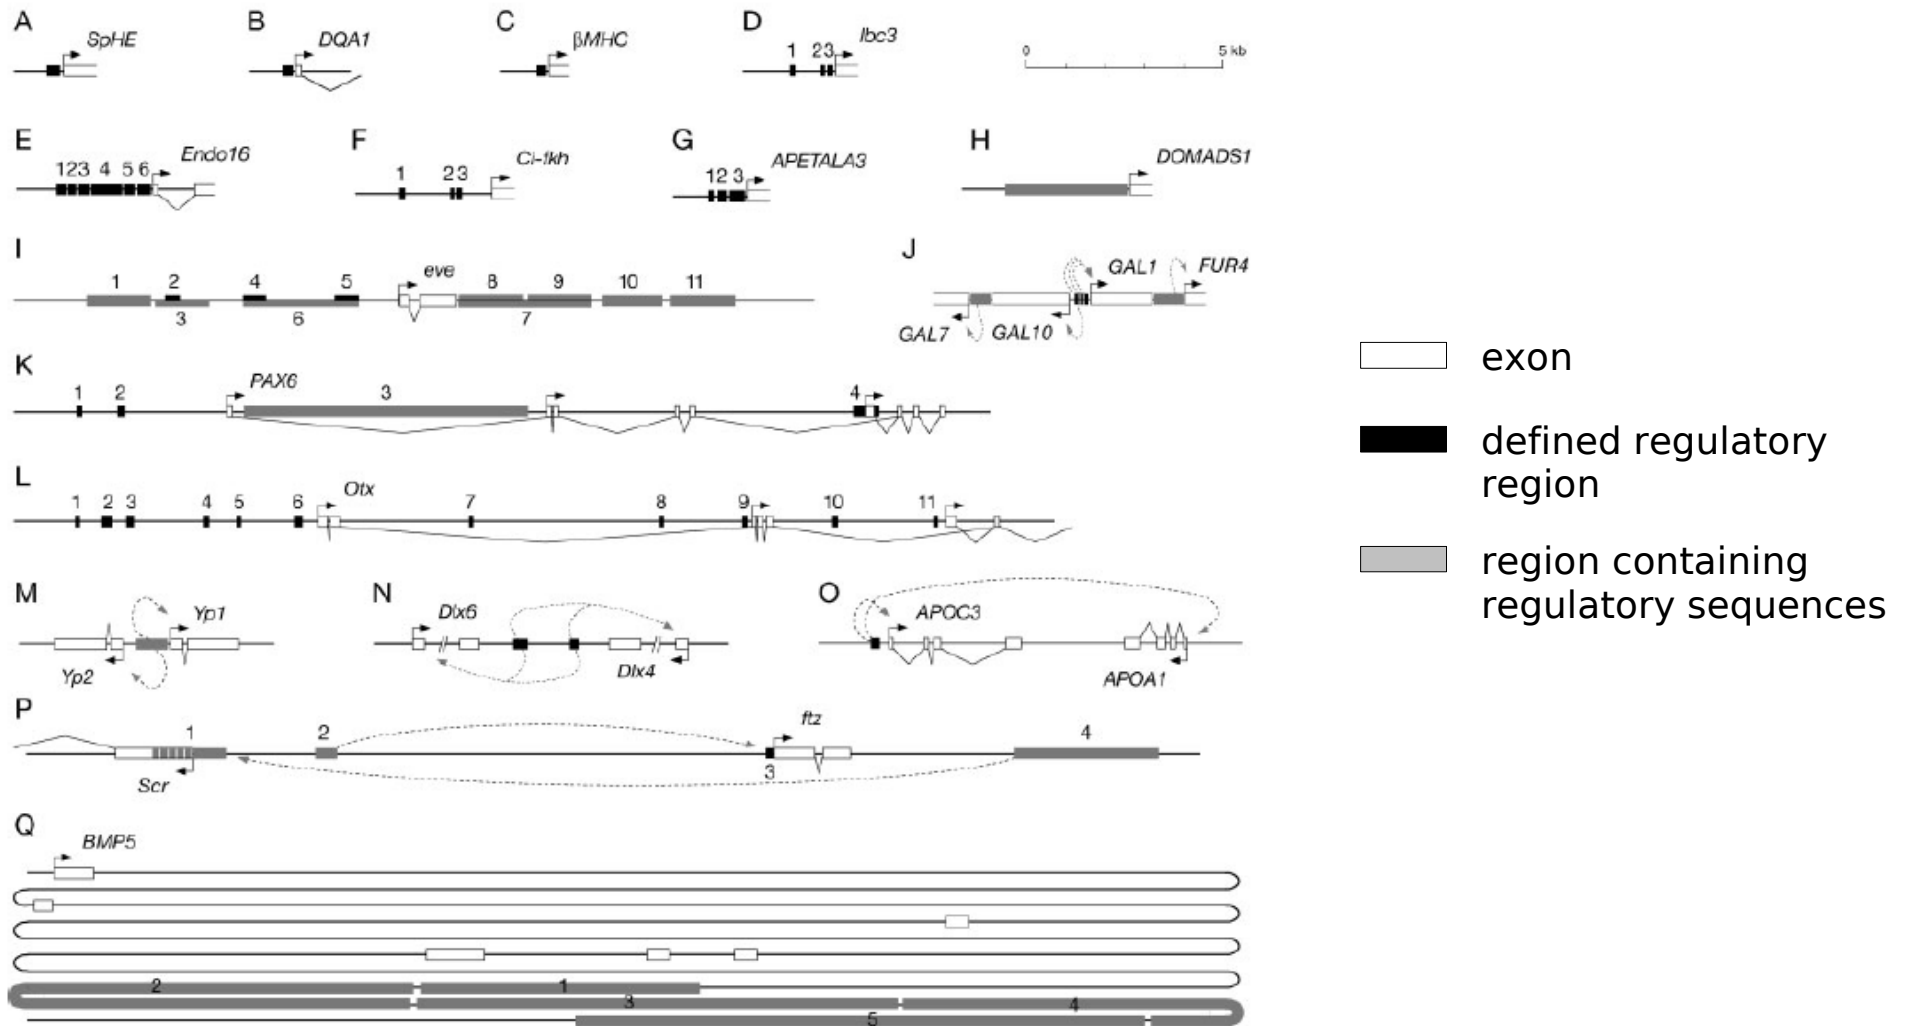 A
SpHE
B
DQA1
C
βMHC
D
1 23
lbc3
0 5 kb
E
123 4 5 6
Endo16
F
1 23
Ci-fkh
G
12 3
APETALA3
H
DOMADS1
I
1 2 4 5 eve 8 9 10 11
3 6 7
J
GAL1 FUR4
GAL7 GAL10
exon
K
1 2 PAX6 3 4
defined regulatory
region
L
1 2 3 4 5 6 Otx 7 8 9 10 11
region containing
regulatory sequences
M
Yp1
Yp2
N
Dlx6
Dlx4
O
APOC3
APOA1
P
1 2 ftz 4
3
Scr
Q
BMP5
2 1
3 4
5